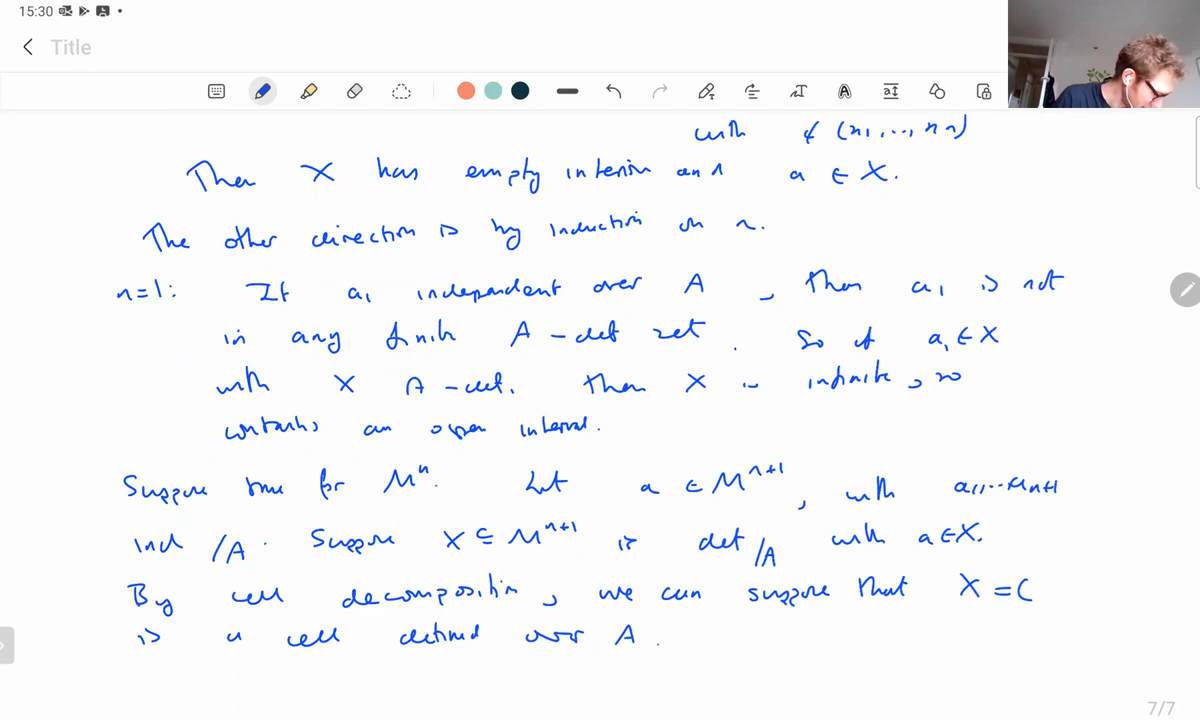 15:30
Title
with φ(x1,...,xn)
Then X has empty interior and a ∈ X.
The other direction is by induction on n.
n=1: If a1 independent over A, then a1 is not
in any finite A-def set. So if a1 ∈ X
with X A-def. then X is infinite, so
contains an open interval.
Suppose true for M^n. Let a ∈ M^{n+1}, with a1,...,an+1
ind /A. Suppose X ⊆ M^{n+1} is def /A with a ∈ X.
By cell decomposition, we can suppose that X = C
is a cell defined over A.
7/7